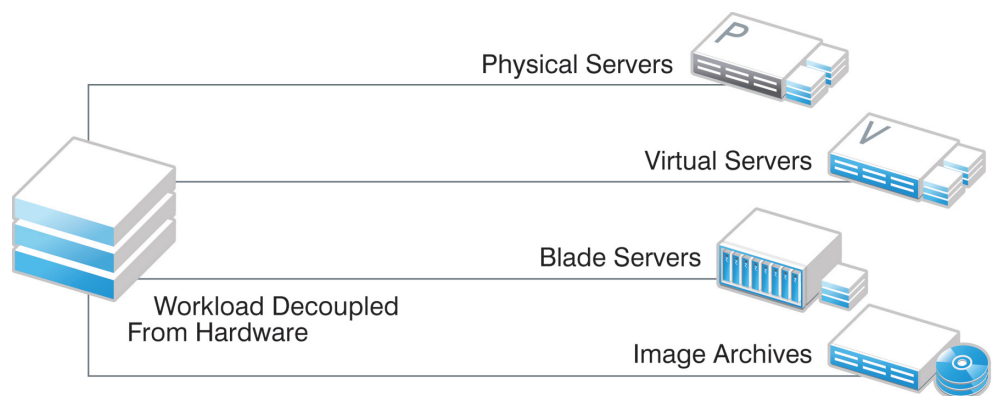 P
Physical Servers
V
Virtual Servers
Blade Servers
Workload Decoupled
From Hardware
Image Archives